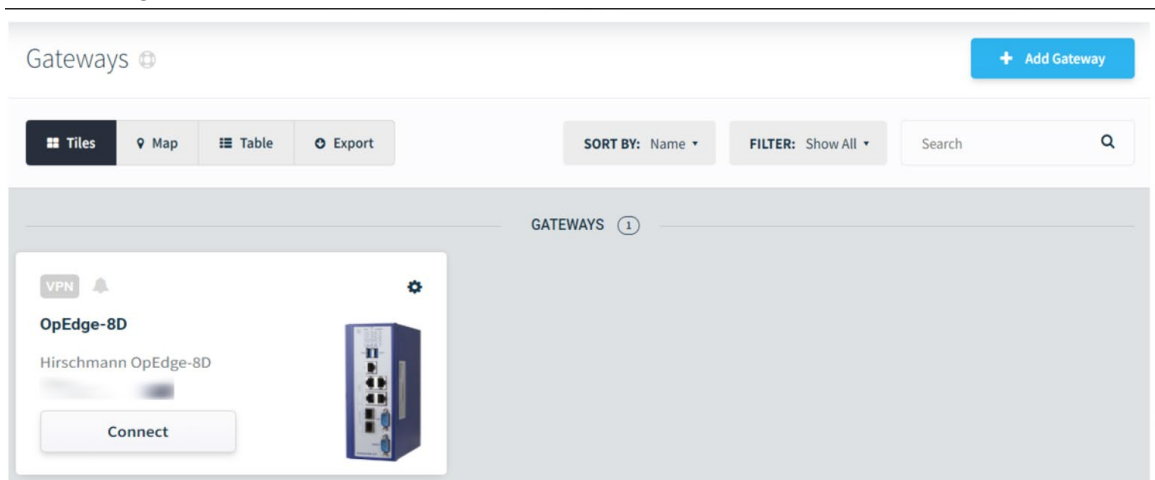 Gateways
+ Add Gateway
Tiles Map Table Export SORT BY: Name FILTER: Show All Search
GATEWAYS 1
VPN
OpEdge-8D
Hirschmann OpEdge-8D
Connect